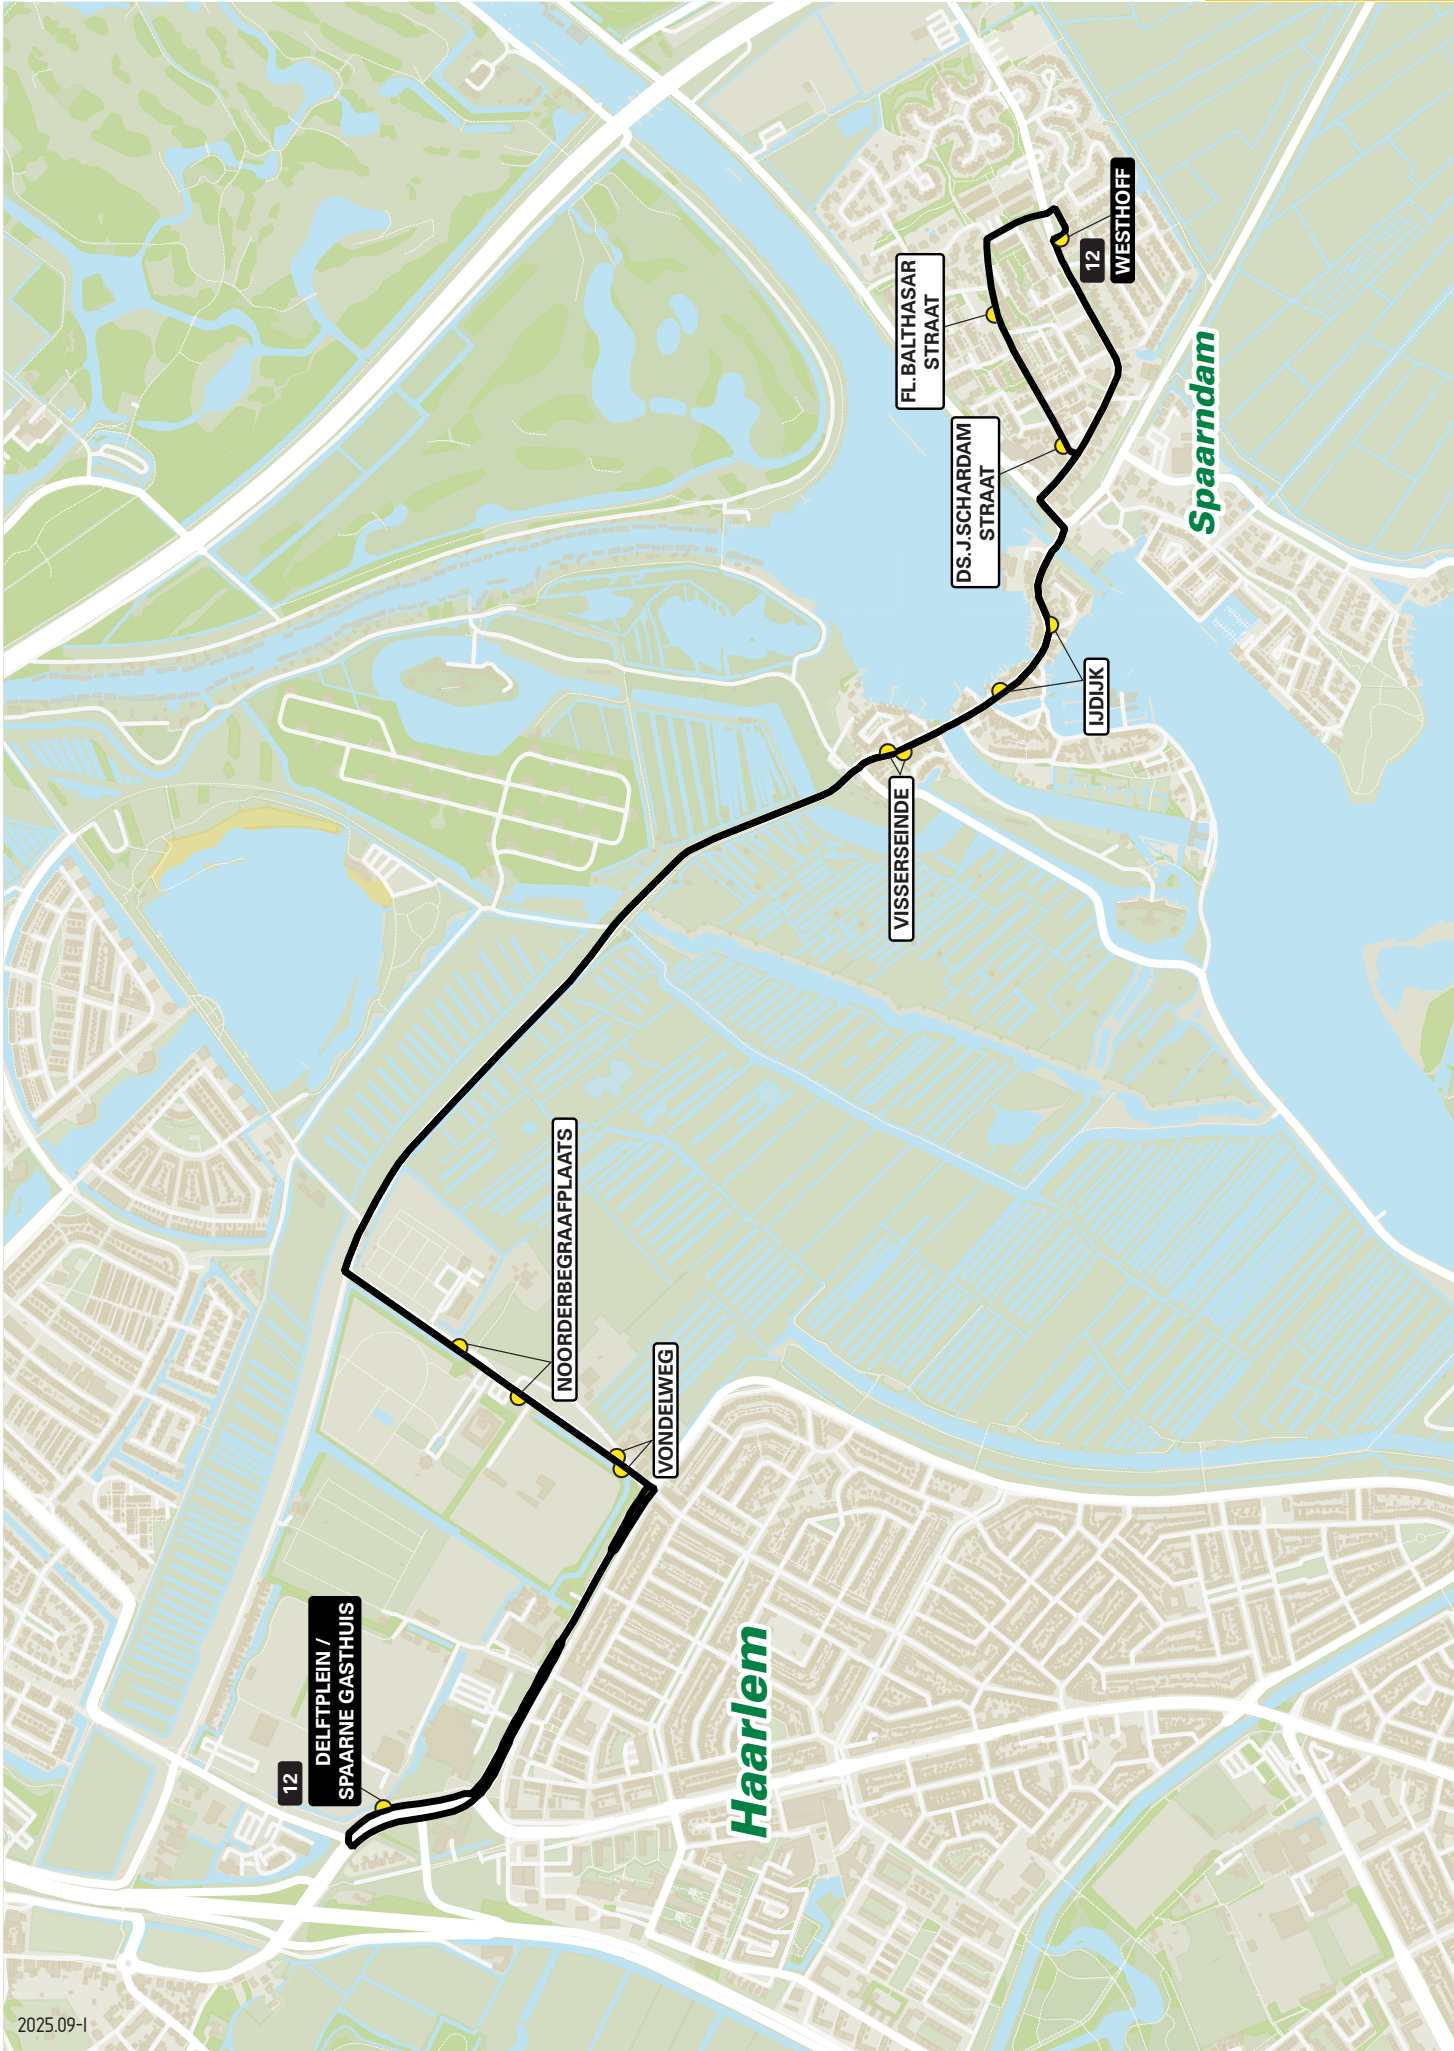 12
WESTHOFF
FL.BALTHASAR
STRAAT
DS.J.SCHARDAM
STRAAT
Spaarndam
IJDIJK
VISSERSEINDE
NOORDERBEGRAAFPLAATS
VONDELWEG
12
DELFTPLEIN /
SPAARNE GASTHUIS
Haarlem
2025.09-I